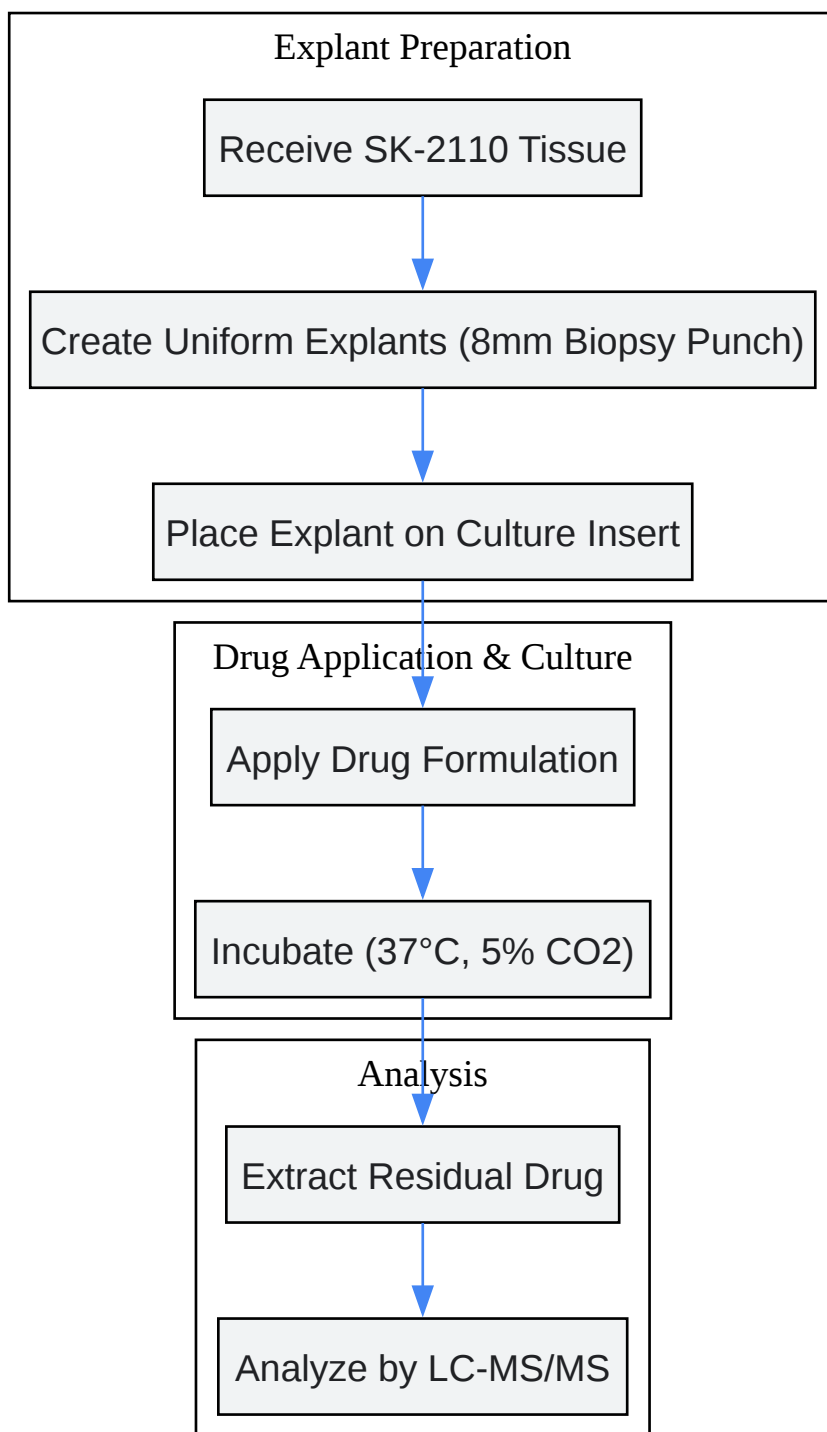 Explant Preparation
Receive SK-2110 Tissue
Create Uniform Explants (8mm Biopsy Punch)
Place Explant on Culture Insert
Drug Application & Culture
Apply Drug Formulation
Incubate (37°C, 5% CO2)
Analysis
Extract Residual Drug
Analyze by LC-MS/MS